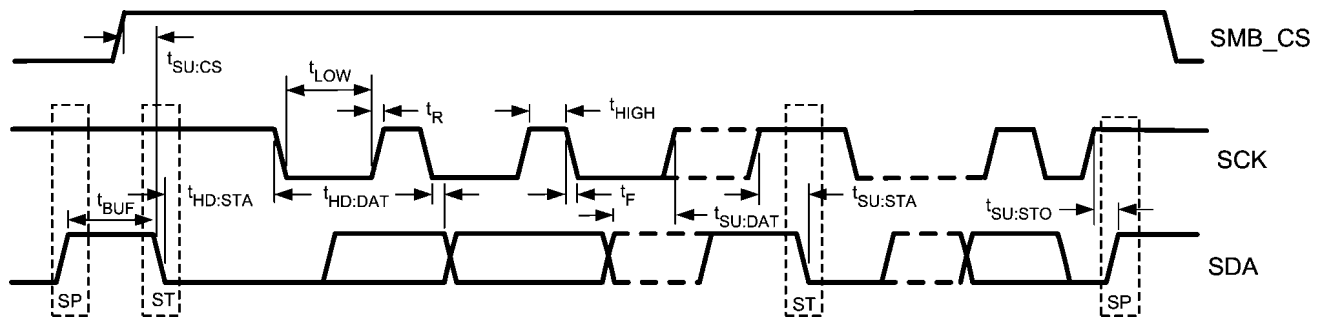 SMB_CS
tSU:CS
tLOW
tR
tHIGH
SCK
tHD:STA
tHD:DAT
tF
tSU:DAT
tSU:STA
tSU:STO
tBUF
SDA
SP
ST
ST
SP